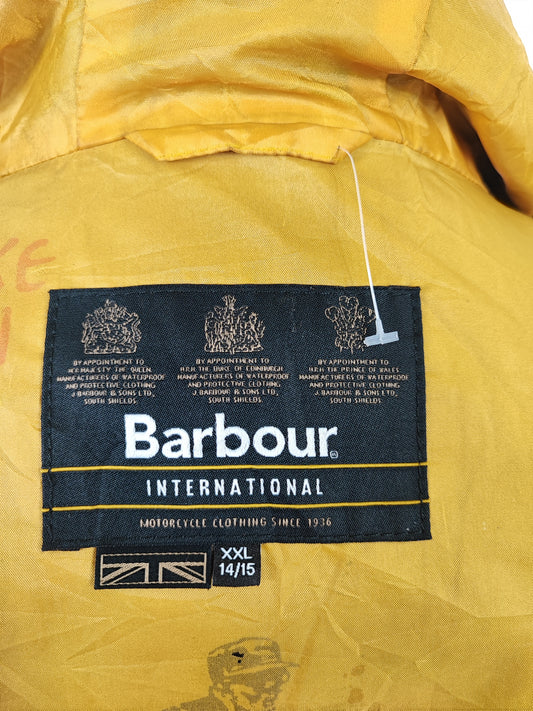 KE
BY APPOINTMENT TO
HER MAJESTY THE QUEEN
MANUFACTURERS OF WATERPROOF
AND PROTECTIVE CLOTHING
J. BARBOUR & SONS LTD,
SOUTH SHIELDS.
BY APPOINTMENT TO
H.R.H. THE DUKE OF EDINBURGH
MANUFACTURERS OF WATERPROOF
AND PROTECTIVE CLOTHING
J. BARBOUR & SONS LTD,
SOUTH SHIELDS.
BY APPOINTMENT TO
H.R.H. THE PRINCE OF WALES
MANUFACTURERS OF WATERPROOF
AND PROTECTIVE CLOTHING
J. BARBOUR & SONS LTD,
SOUTH SHIELDS.
Barbour®
INTERNATIONAL
MOTORCYCLE CLOTHING SINCE 1936
XXL
14/15